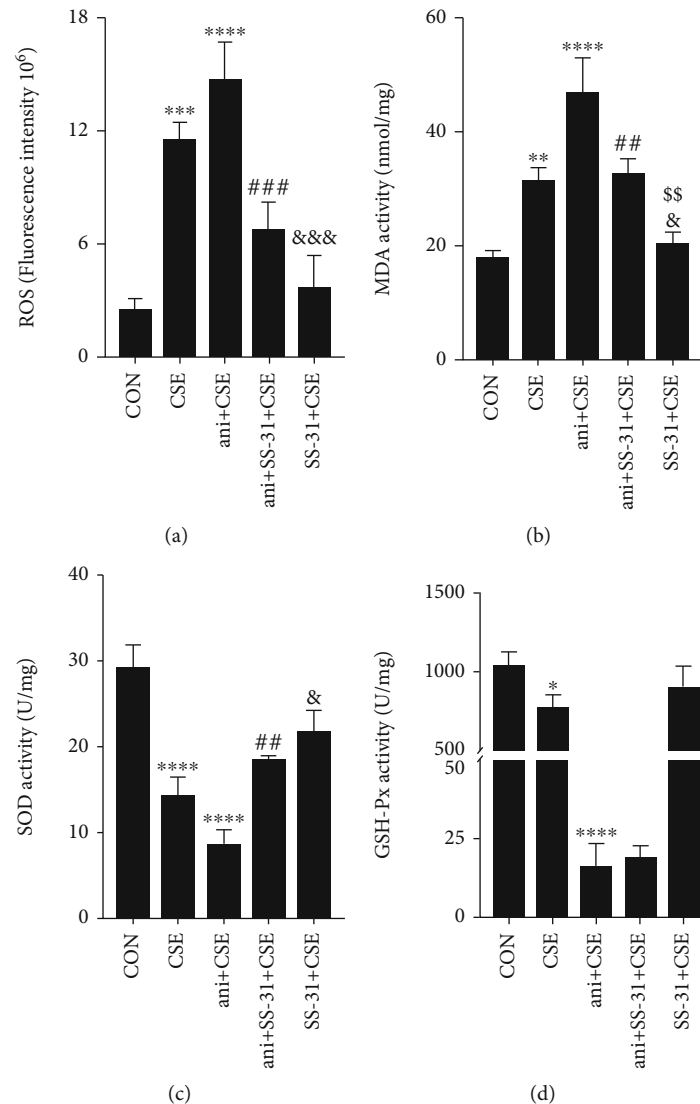 ROS (Fluorescence intensity 10⁶)
18
12
6
0
***
****
###
&&&
CON
CSE
ani+CSE
ani+SS-31+CSE
SS-31+CSE
(a)
MDA activity (nmol/mg)
60
40
20
0
**
****
##
$$
&
CON
CSE
ani+CSE
ani+SS-31+CSE
SS-31+CSE
(b)
SOD activity (U/mg)
40
30
20
10
0
****
****
##
&
CON
CSE
ani+CSE
ani+SS-31+CSE
SS-31+CSE
(c)
GSH-Px activity (U/mg)
1500
1000
500
50
25
0
*
****
CON
CSE
ani+CSE
ani+SS-31+CSE
SS-31+CSE
(d)